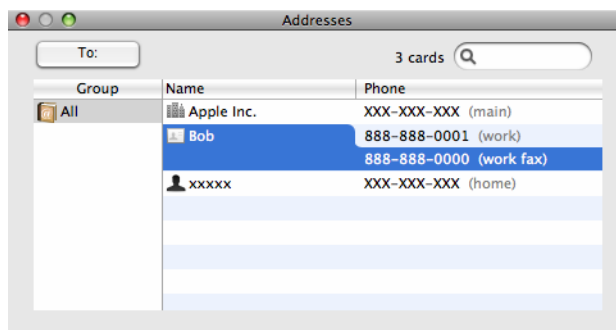 Addresses
To:
3 cards
Group Name Phone
All Apple Inc. XXX-XXX-XXX (main)
Bob 888-888-0001 (work)
888-888-0000 (work fax)
xxxxx XXX-XXX-XXX (home)